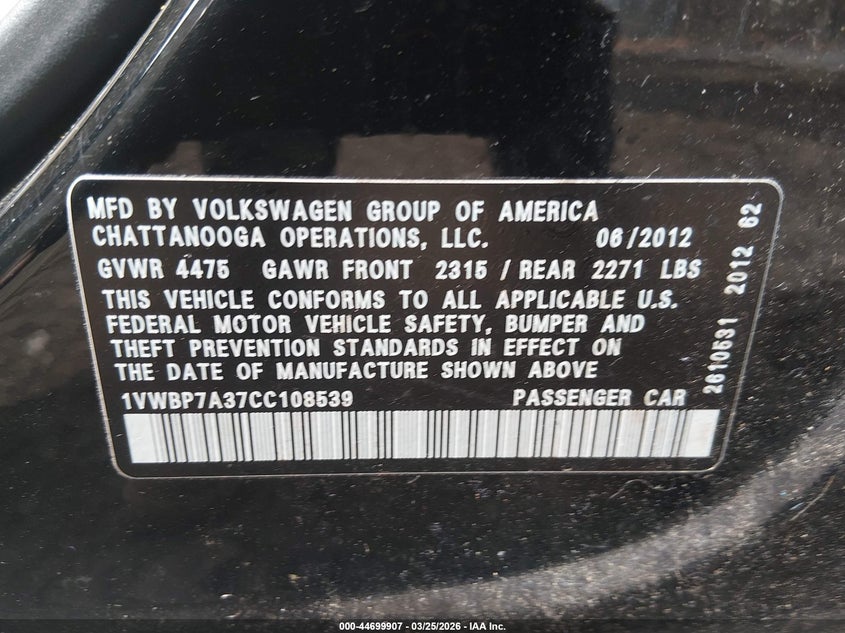 MFD BY VOLKSWAGEN GROUP OF AMERICA
CHATTANOOGA OPERATIONS, LLC. 06/2012
GVWR 4475 GAWR FRONT 2315 / REAR 2271 LBS
THIS VEHICLE CONFORMS TO ALL APPLICABLE U.S.
FEDERAL MOTOR VEHICLE SAFETY, BUMPER AND
THEFT PREVENTION STANDARDS IN EFFECT ON
THE DATE OF MANUFACTURE SHOWN ABOVE.
1VWBP7A37CC108539 PASSENGER CAR
2610531 2012 62
000-44699907 - 03/25/2026 - IAA Inc.